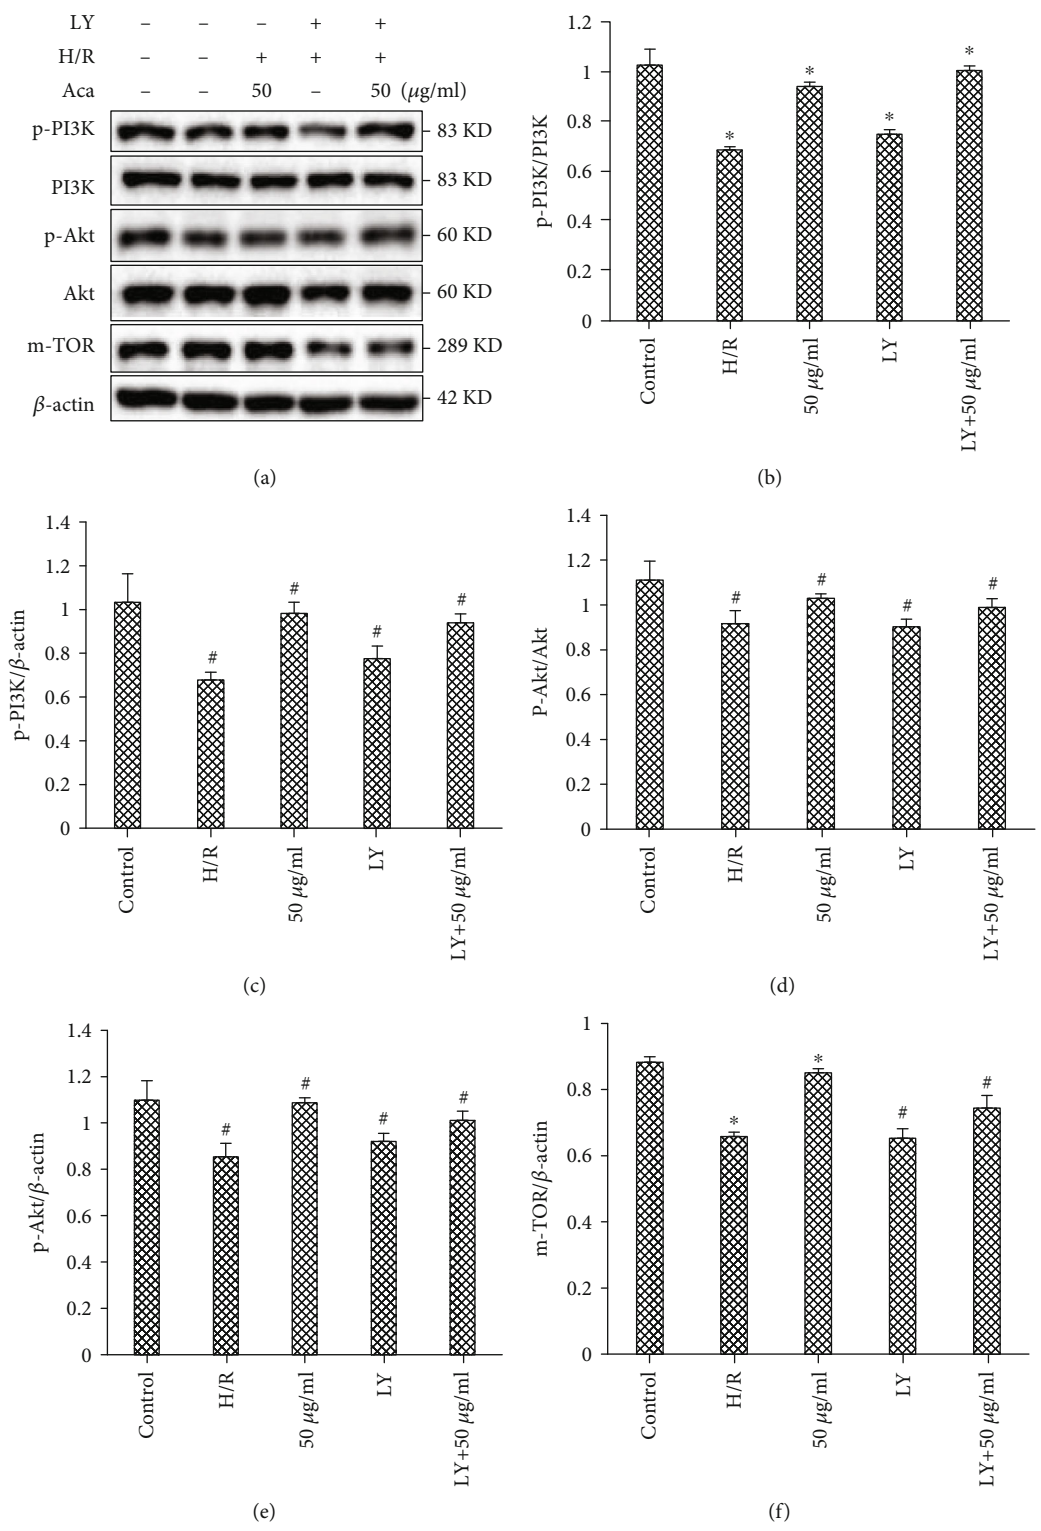 LY – – – + +
H/R – – + + +
Aca – – 50 – 50 (μg/ml)
p-PI3K 83 KD
PI3K 83 KD
p-Akt 60 KD
Akt 60 KD
m-TOR 289 KD
β-actin 42 KD
(a)
p-PI3K/PI3K
1.2
1
0.8
0.6
0.4
0.2
0
* * * *
Control H/R 50 μg/ml LY LY+50 μg/ml
(b)
p-PI3K/β-actin
1.4
1.2
1
0.8
0.6
0.4
0.2
0
# # # #
Control H/R 50 μg/ml LY LY+50 μg/ml
(c)
P-Akt/Akt
1.4
1.2
1
0.8
0.6
0.4
0.2
0
# # # #
Control H/R 50 μg/ml LY LY+50 μg/ml
(d)
p-Akt/β-actin
1.4
1.2
1
0.8
0.6
0.4
0.2
0
# # # #
Control H/R 50 μg/ml LY LY+50 μg/ml
(e)
m-TOR/β-actin
1
0.8
0.6
0.4
0.2
0
* * # #
Control H/R 50 μg/ml LY LY+50 μg/ml
(f)